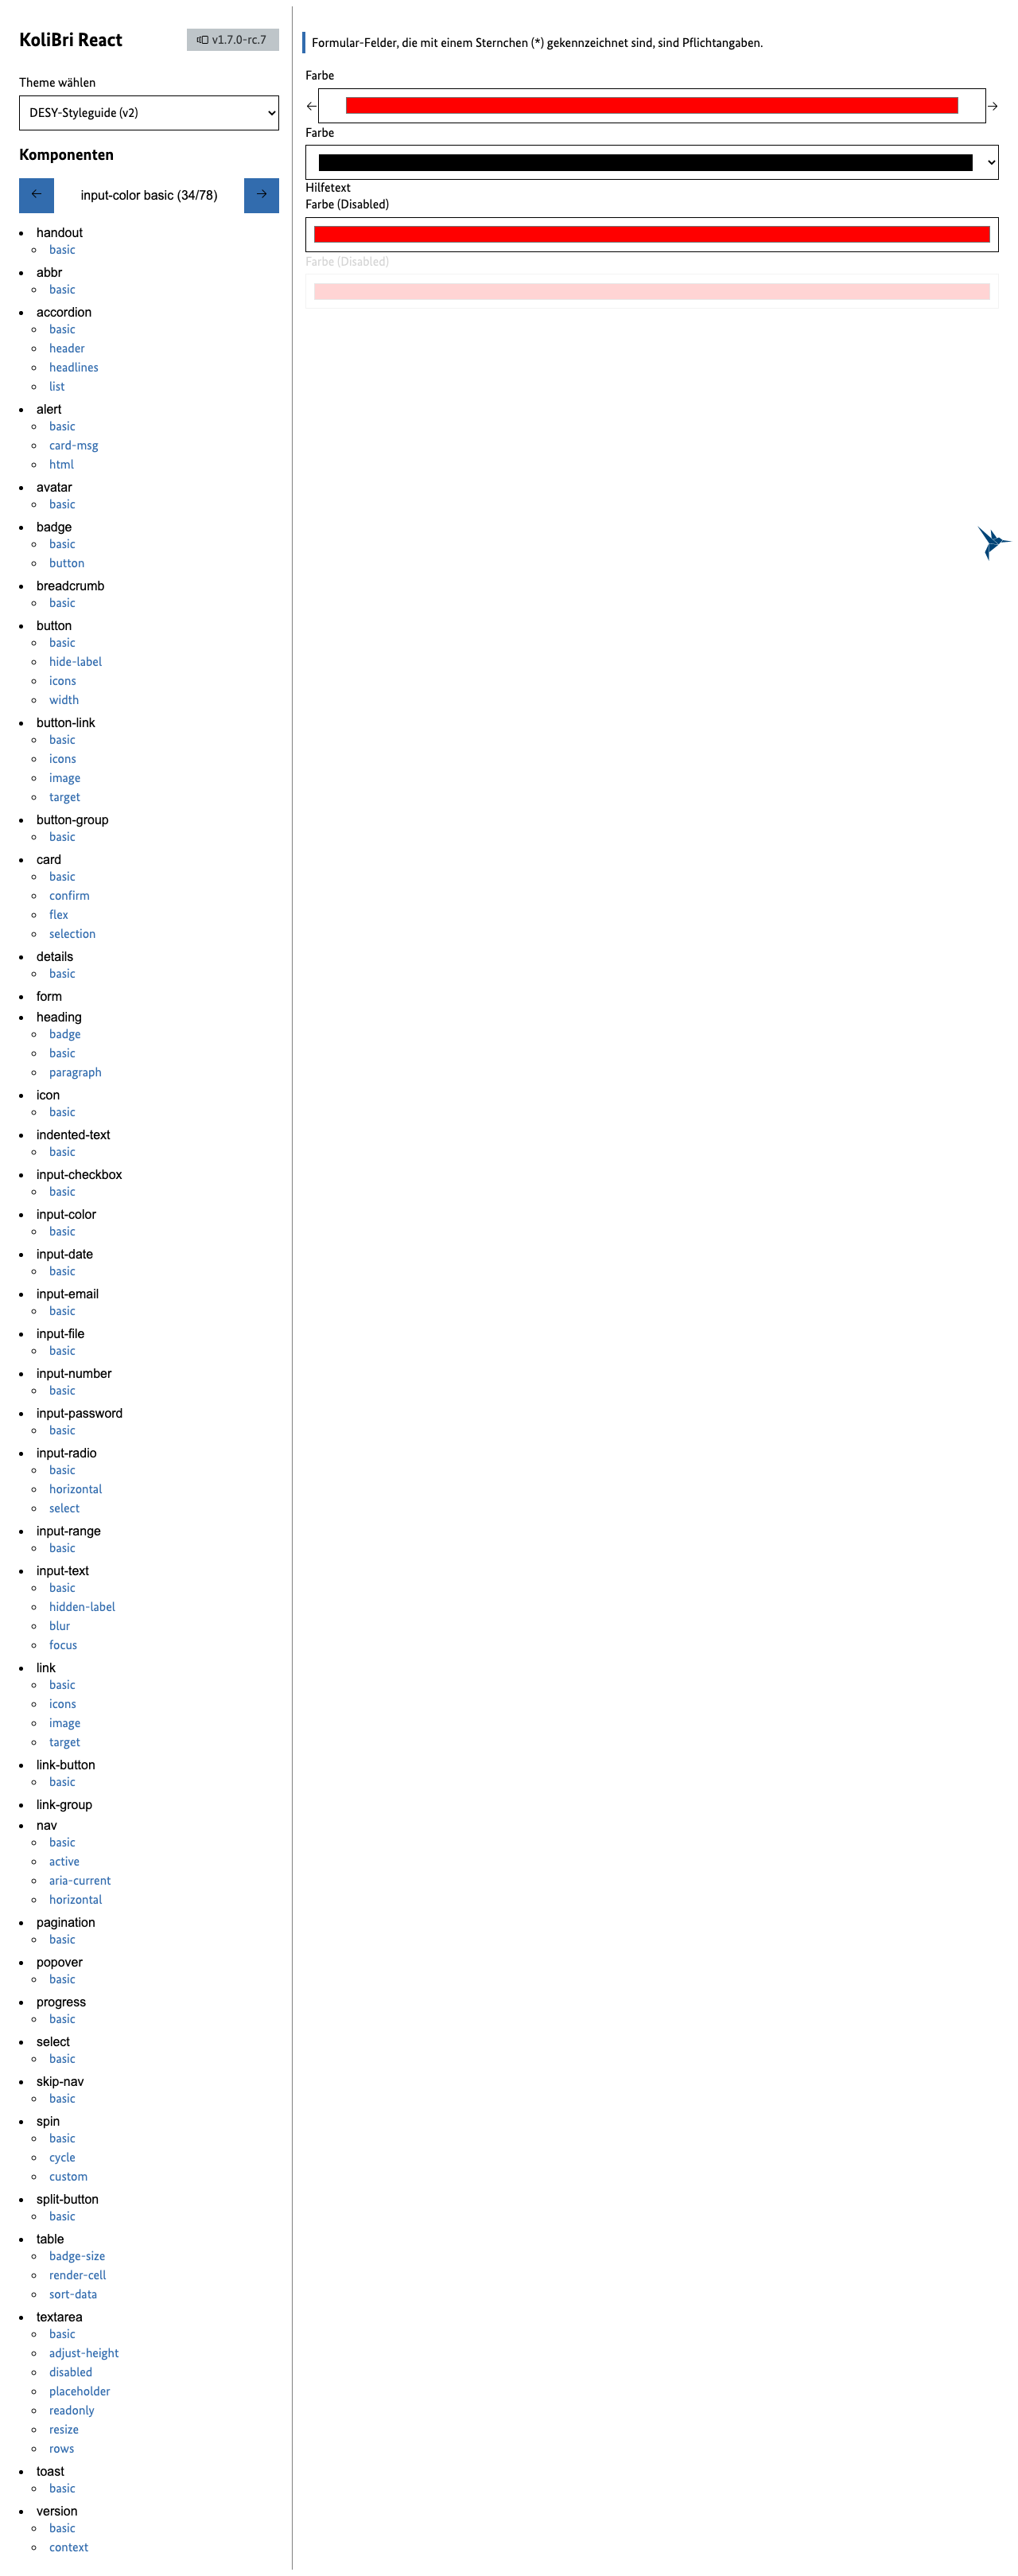 KoliBri React
v1.7.0-rc.7
Theme wählen
DESY-Styleguide (v2)
Komponenten
input-color basic (34/78)
handout
basic
abbr
basic
accordion
basic
header
headlines
list
alert
basic
card-msg
html
avatar
basic
badge
basic
button
breadcrumb
basic
button
basic
hide-label
icons
width
button-link
basic
icons
image
target
button-group
basic
card
basic
confirm
flex
selection
details
basic
form
heading
badge
basic
paragraph
icon
basic
indented-text
basic
input-checkbox
basic
input-color
basic
input-date
basic
input-email
basic
input-file
basic
input-number
basic
input-password
basic
input-radio
basic
horizontal
select
input-range
basic
input-text
basic
hidden-label
blur
focus
link
basic
icons
image
target
link-button
basic
link-group
nav
basic
active
aria-current
horizontal
pagination
basic
popover
basic
progress
basic
select
basic
skip-nav
basic
spin
basic
cycle
custom
split-button
basic
table
badge-size
render-cell
sort-data
textarea
basic
adjust-height
disabled
placeholder
readonly
resize
rows
toast
basic
version
basic
context
Formular-Felder, die mit einem Sternchen (*) gekennzeichnet sind, sind Pflichtangaben.
Farbe
Farbe
Hilfetext
Farbe (Disabled)
Farbe (Disabled)